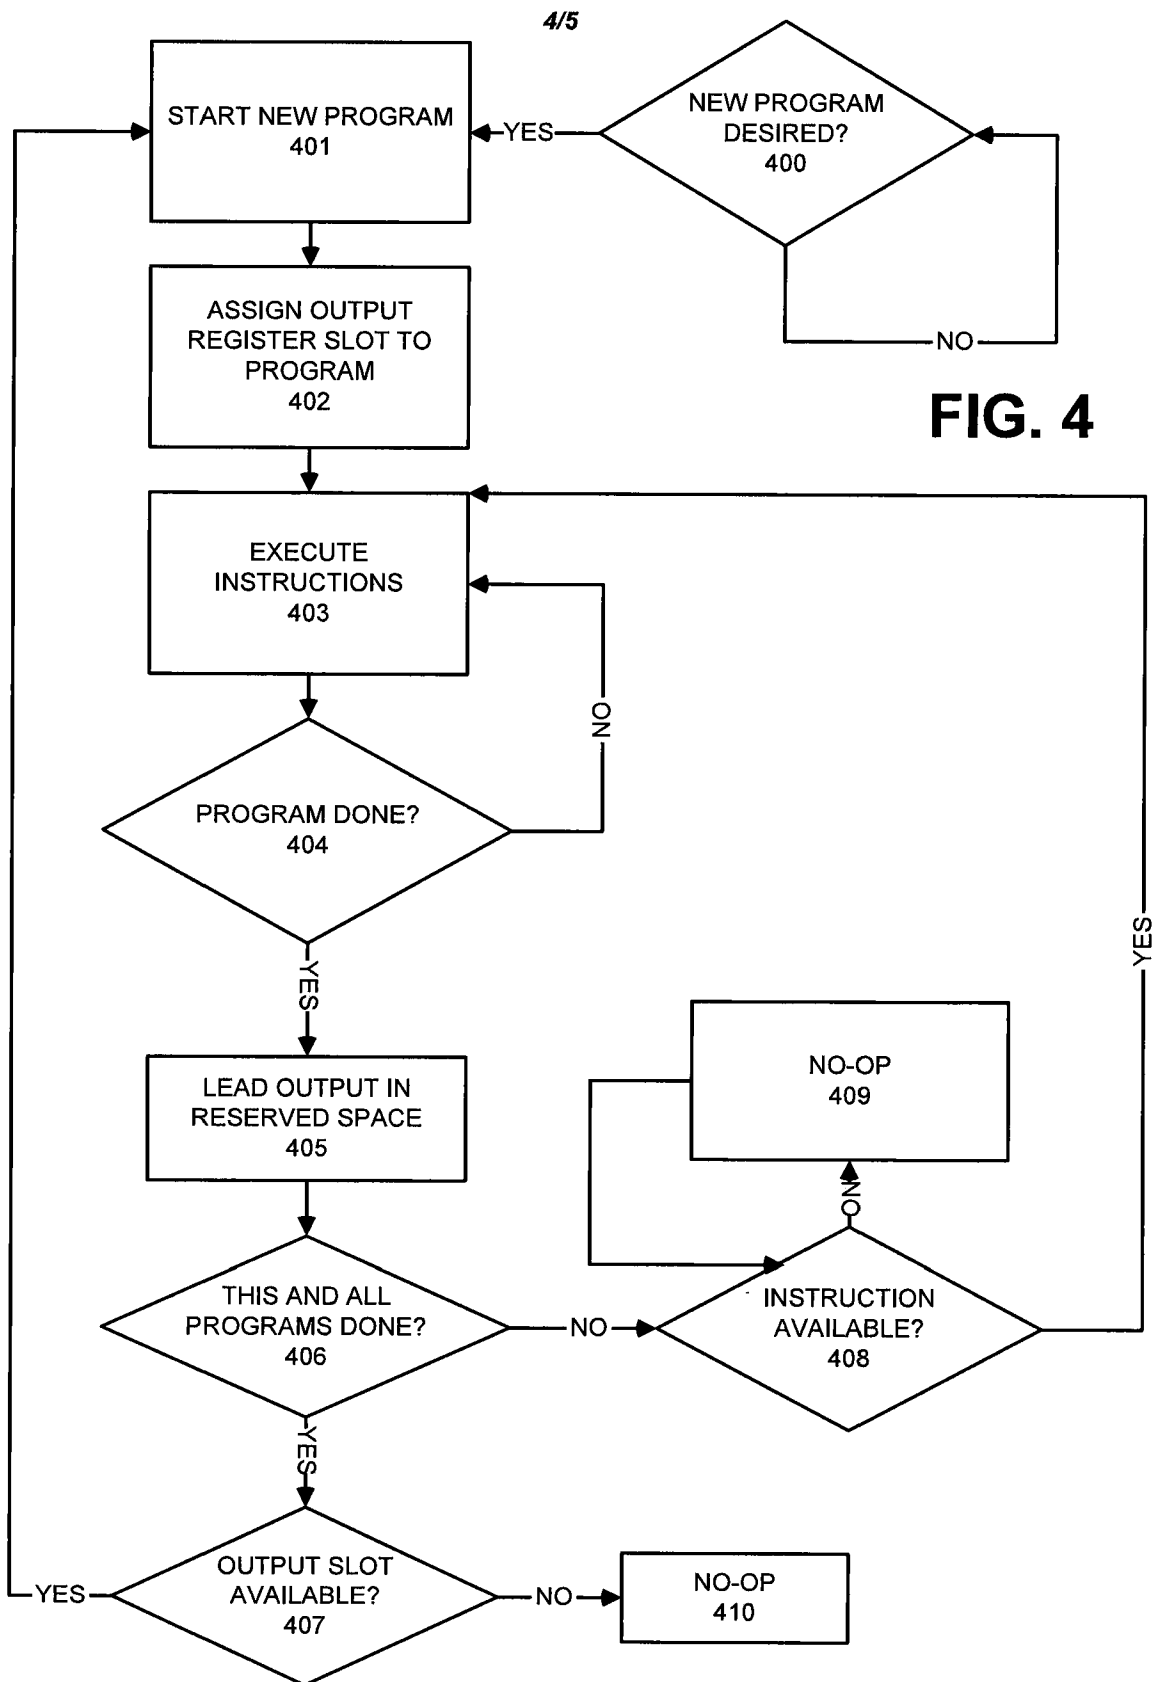 4/5
START NEW PROGRAM
401
YES
NEW PROGRAM
DESIRED?
400
NO
ASSIGN OUTPUT
REGISTER SLOT TO
PROGRAM
402
FIG. 4
EXECUTE
INSTRUCTIONS
403
NO
PROGRAM DONE?
404
YES
YES
LEAD OUTPUT IN
RESERVED SPACE
405
NO-OP
409
NO
THIS AND ALL
PROGRAMS DONE?
406
NO
INSTRUCTION
AVAILABLE?
408
YES
OUTPUT SLOT
AVAILABLE?
407
YES
NO
NO-OP
410